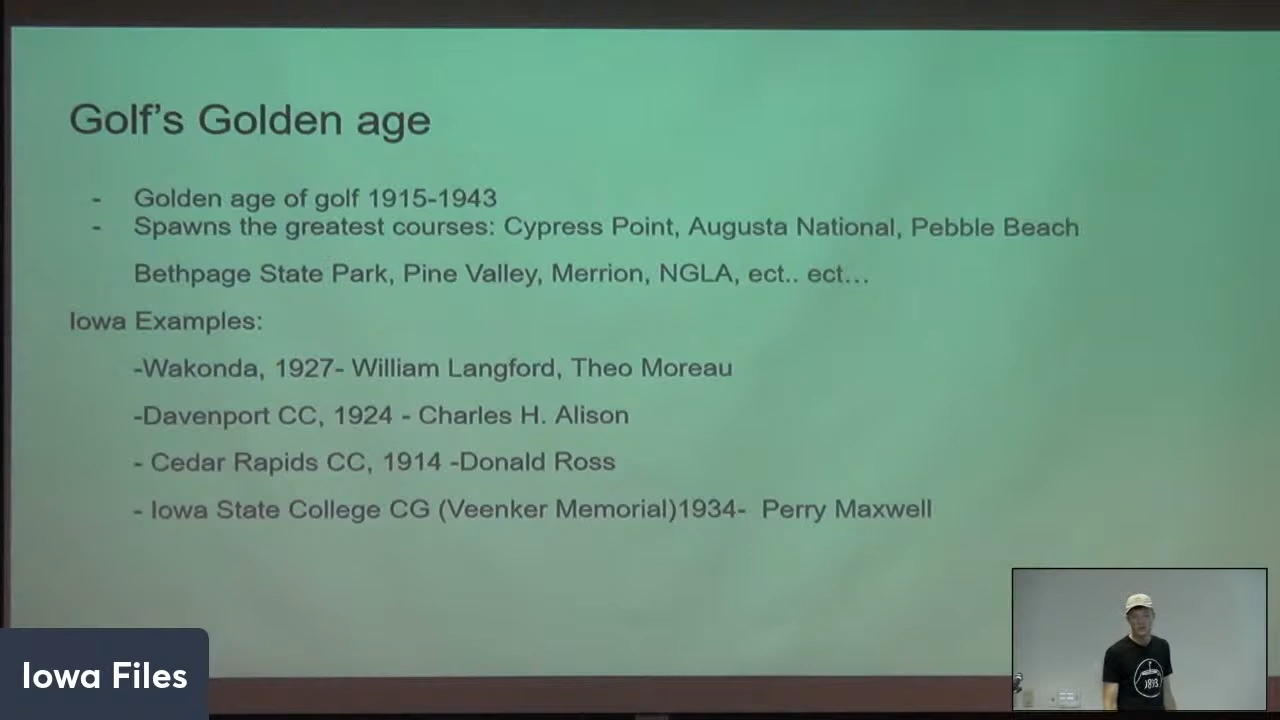 Golf's Golden age
- Golden age of golf 1915-1943
- Spawns the greatest courses: Cypress Point, Augusta National, Pebble Beach
Bethpage State Park, Pine Valley, Merrion, NGLA, ect.. ect...
Iowa Examples:
-Wakonda, 1927- William Langford, Theo Moreau
-Davenport CC, 1924 - Charles H. Alison
- Cedar Rapids CC, 1914 -Donald Ross
- Iowa State College CG (Veenker Memorial)1934- Perry Maxwell
Iowa Files
1893